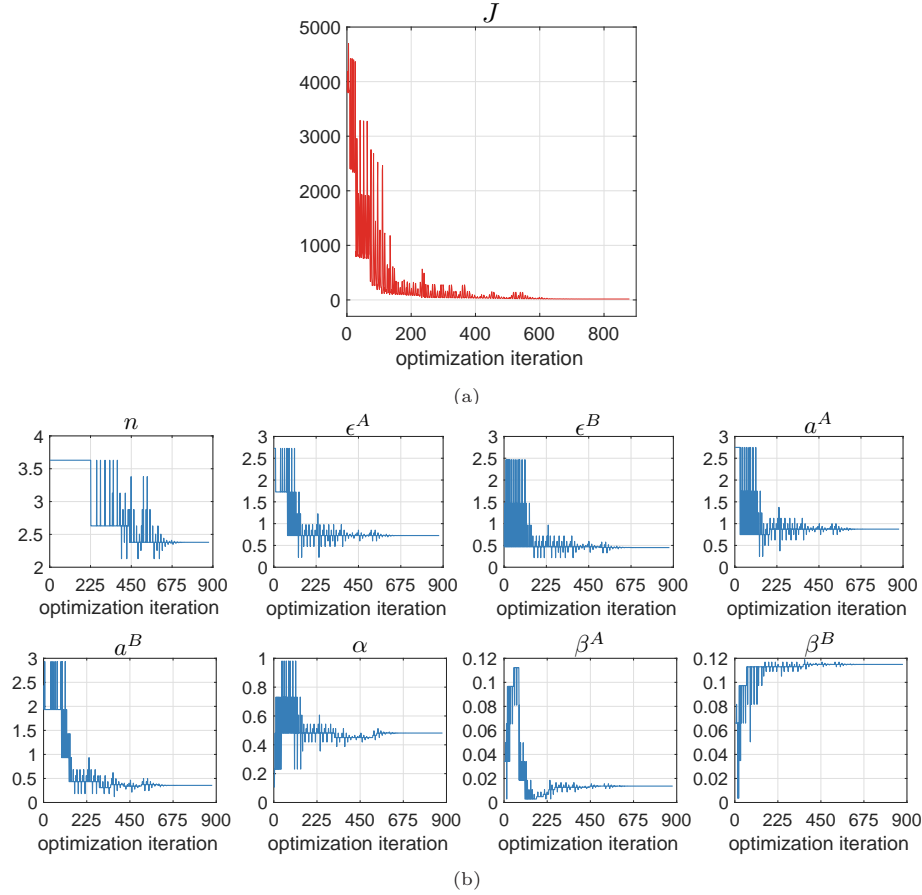 J
5000
4000
3000
2000
1000
0
0 200 400 600 800
optimization iteration
(a)
n
4
3.5
3
2.5
2
0 225 450 675 900
optimization iteration
ϵ^A
3
2.5
2
1.5
1
0.5
0
0 225 450 675 900
optimization iteration
ϵ^B
3
2.5
2
1.5
1
0.5
0
0 225 450 675 900
optimization iteration
a^A
3
2.5
2
1.5
1
0.5
0
0 225 450 675 900
optimization iteration
a^B
3
2.5
2
1.5
1
0.5
0
0 225 450 675 900
optimization iteration
α
1
0.8
0.6
0.4
0.2
0
0 225 450 675 900
optimization iteration
β^A
0.12
0.1
0.08
0.06
0.04
0.02
0
0 225 450 675 900
optimization iteration
β^B
0.12
0.1
0.08
0.06
0.04
0.02
0
0 225 450 675 900
optimization iteration
(b)